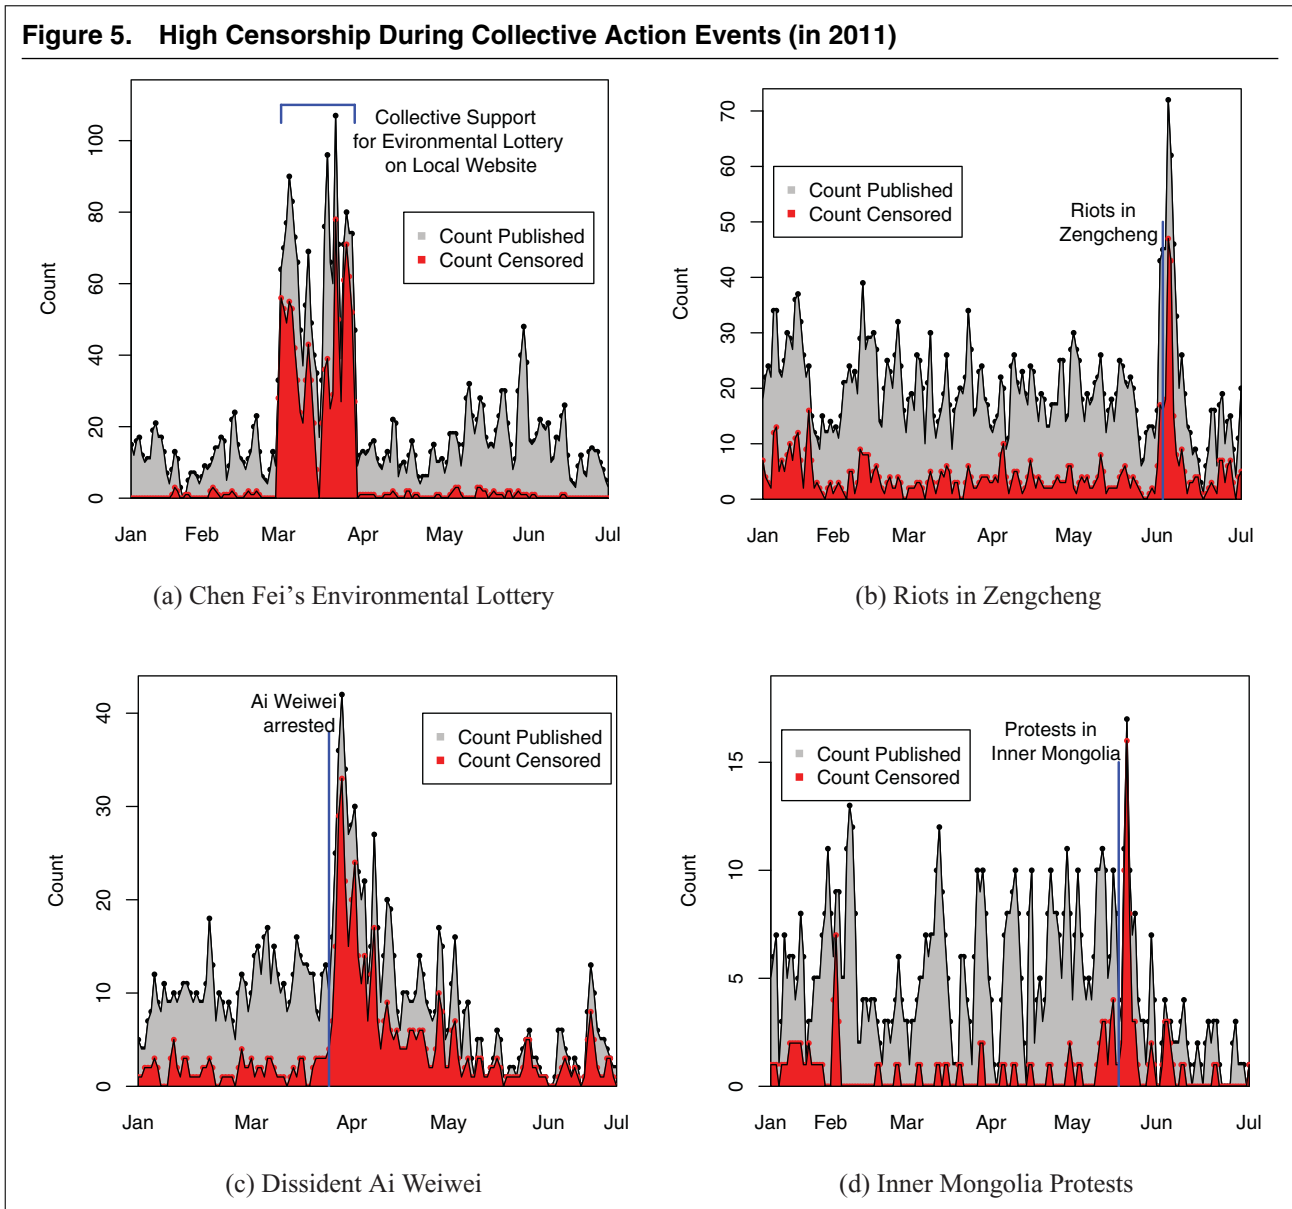 Figure 5. High Censorship During Collective Action Events (in 2011)
Collective Support
for Evironmental Lottery
on Local Website
Count Published
Count Censored
Count
0
20
40
60
80
100
Jan Feb Mar Apr May Jun Jul
(a) Chen Fei's Environmental Lottery
Riots in
Zengcheng
Count Published
Count Censored
Count
0
10
20
30
40
50
60
70
Jan Feb Mar Apr May Jun Jul
(b) Riots in Zengcheng
Ai Weiwei
arrested
Count Published
Count Censored
Count
0
10
20
30
40
Jan Mar Apr May Jun Jul
(c) Dissident Ai Weiwei
Protests in
Inner Mongolia
Count Published
Count Censored
Count
0
5
10
15
Jan Feb Mar Apr May Jun Jul
(d) Inner Mongolia Protests